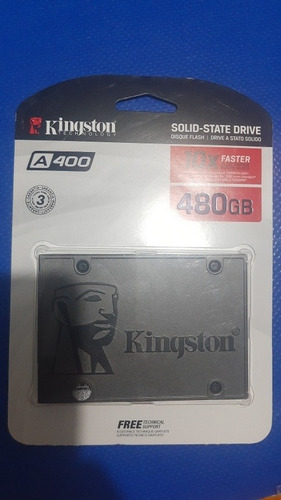 Kingston
TECHNOLOGY
SOLID-STATE DRIVE
DISQUE FLASH | DRIVE A STATO SOLIDO
A400
FASTER
3
480GB
Kingston
FREE TECHNICAL
SUPPORT